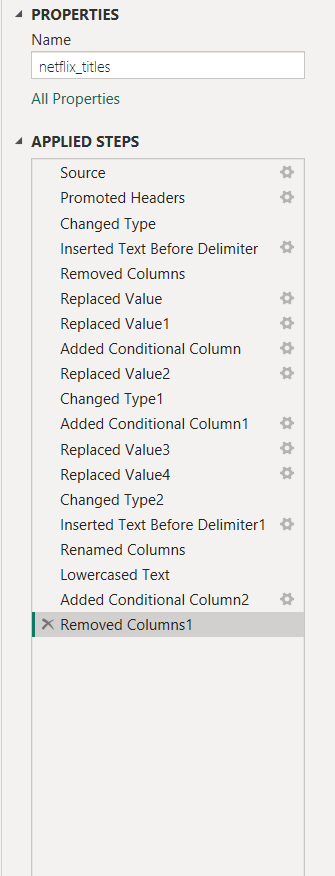 PROPERTIES
Name
netflix_titles
All Properties
APPLIED STEPS
Source
Promoted Headers
Changed Type
Inserted Text Before Delimiter
Removed Columns
Replaced Value
Replaced Value1
Added Conditional Column
Replaced Value2
Changed Type1
Added Conditional Column1
Replaced Value3
Replaced Value4
Changed Type2
Inserted Text Before Delimiter1
Renamed Columns
Lowercased Text
Added Conditional Column2
Removed Columns1